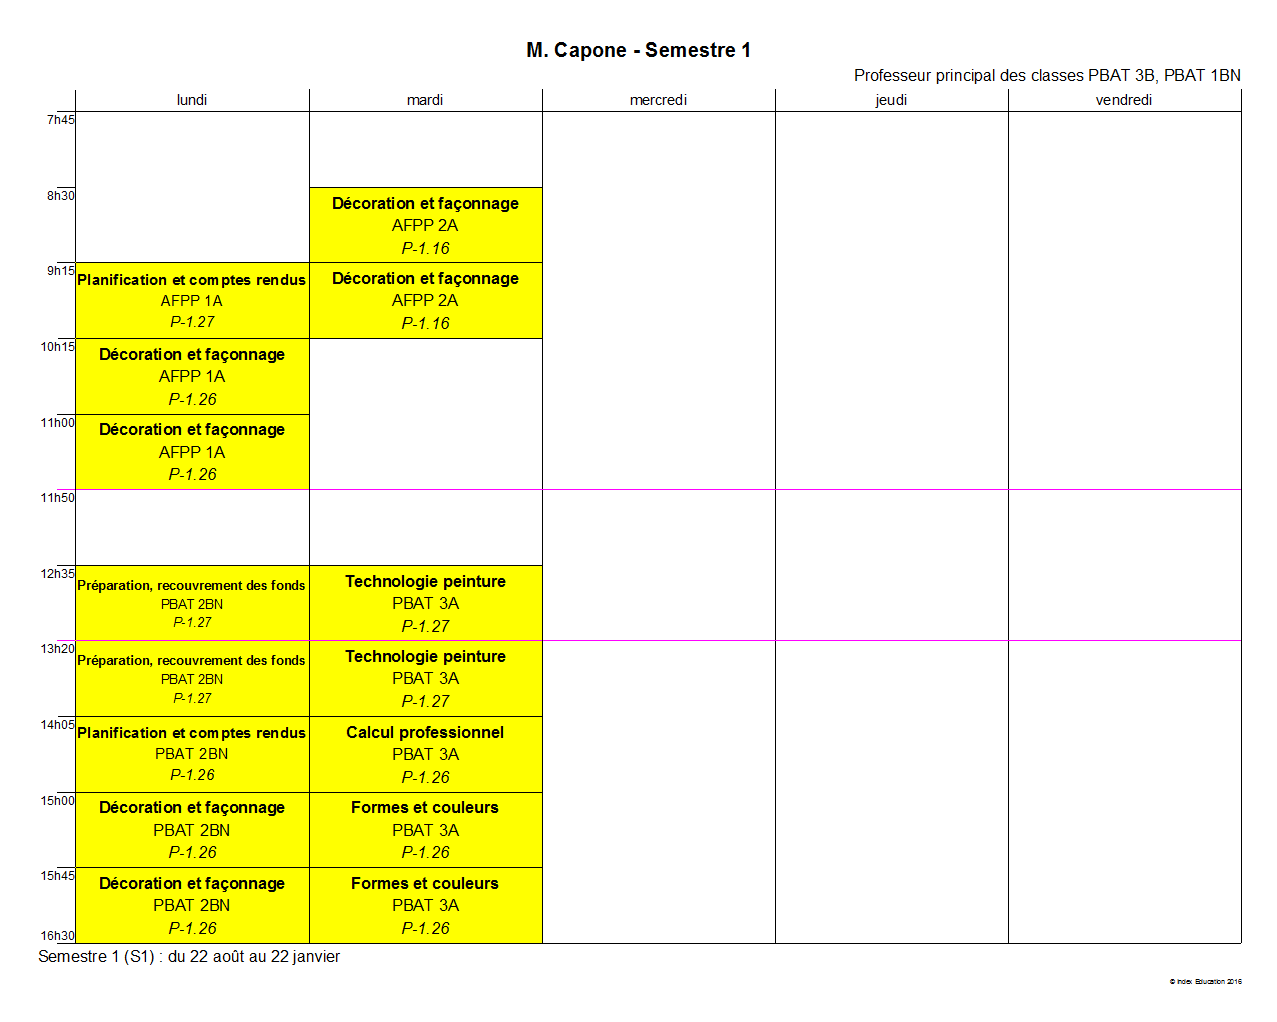 M. Capone - Semestre 1
Professeur principal des classes PBAT 3B, PBAT 1BN
lundi mardi mercredi jeudi vendredi
7h45
8h30
Décoration et façonnage
AFPP 2A
P-1.16
9h15
Planification et comptes rendus
AFPP 1A
P-1.27
Décoration et façonnage
AFPP 2A
P-1.16
10h15
Décoration et façonnage
AFPP 1A
P-1.26
11h00
Décoration et façonnage
AFPP 1A
P-1.26
11h50
12h35
Préparation, recouvrement des fonds
PBAT 2BN
P-1.27
Technologie peinture
PBAT 3A
P-1.27
13h20
Préparation, recouvrement des fonds
PBAT 2BN
P-1.27
Technologie peinture
PBAT 3A
P-1.27
14h05
Planification et comptes rendus
PBAT 2BN
P-1.26
Calcul professionnel
PBAT 3A
P-1.26
15h00
Décoration et façonnage
PBAT 2BN
P-1.26
Formes et couleurs
PBAT 3A
P-1.26
15h45
Décoration et façonnage
PBAT 2BN
P-1.26
Formes et couleurs
PBAT 3A
P-1.26
16h30
Semestre 1 (S1) : du 22 août au 22 janvier
© Index Education 2016